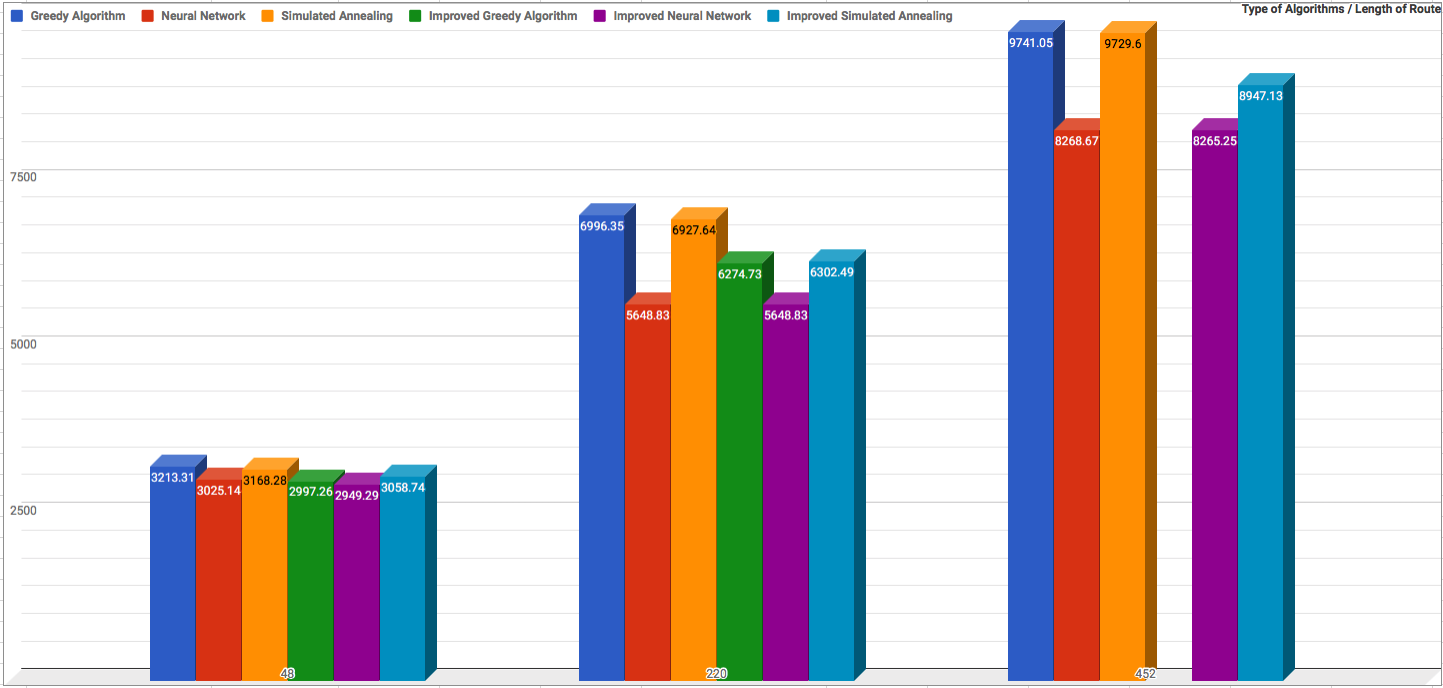 Greedy Algorithm Neural Network Simulated Annealing Improved Greedy Algorithm Improved Neural Network Improved Simulated Annealing
Type of Algorithms / Length of Route
9741.05 9729.6
8947.13
8268.67 8265.25
7500
6996.35 6927.64
6274.73 6302.49
5648.83 5648.83
5000
3213.31 3168.28
3025.14 2997.26 2949.29 3058.74
2500
48 220 452